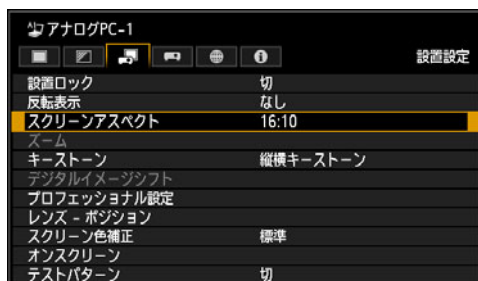 アナログPC-1
設置設定
設置ロック 切
反転表示 なし
スクリーンアスペクト 16:10
ズーム
キーストーン 縦横キーストーン
デジタルイメージシフト
プロフェッショナル設定
レンズ - ポジション
スクリーン色補正 標準
オンスクリーン
テストパターン 切